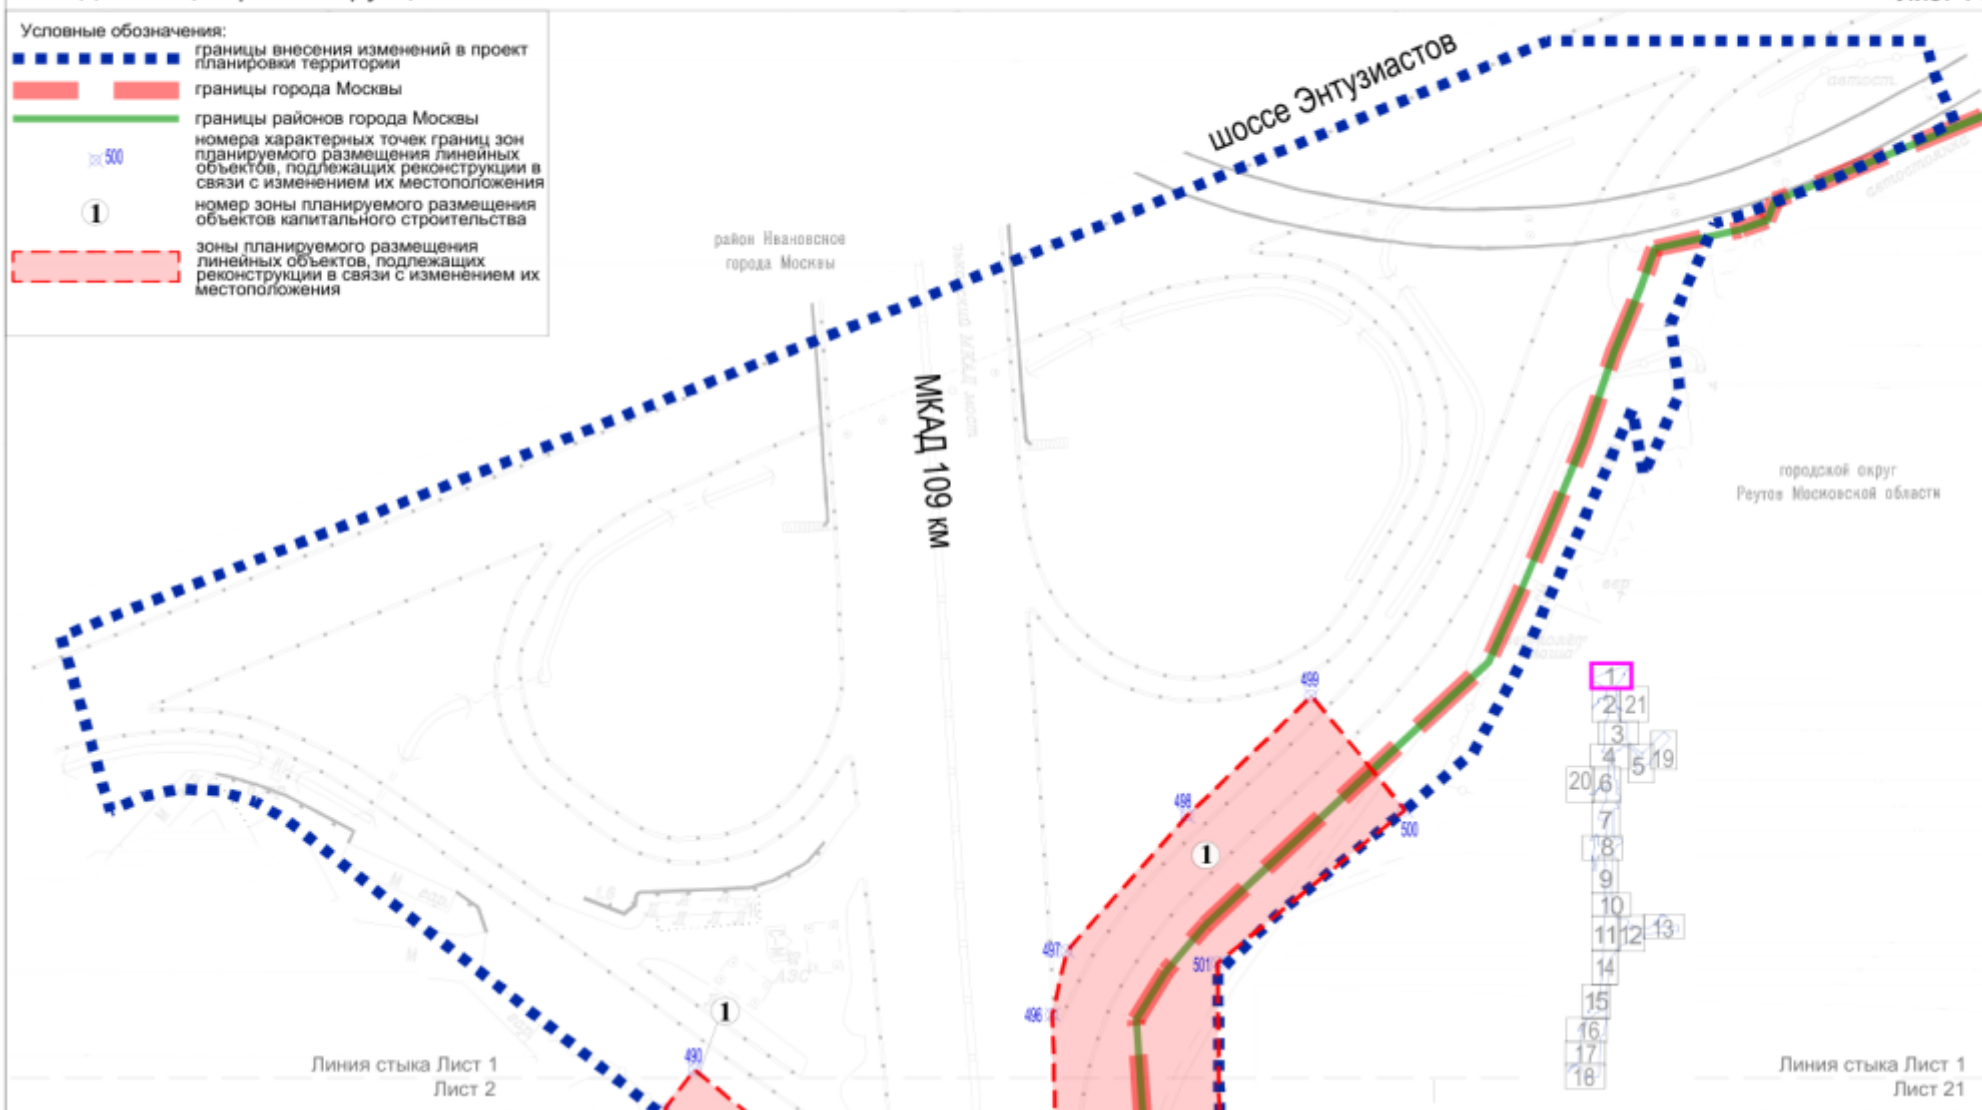 Условные обозначения:
границы внесения изменений в проект
планировки территории
границы города Москвы
границы районов города Москвы
500
номера характерных точек границ зон
планируемого размещения линейных
объектов, подлежащих реконструкции в
связи с изменением их местоположения
1
номер зоны планируемого размещения
объектов капитального строительства
зоны планируемого размещения
линейных объектов, подлежащих
реконструкции в связи с изменением их
местоположения
шоссе Энтузиастов
автост.
автостоянка
район Ивановское
города Москвы
МКАД 109 км
городской округ
Реутов Московской области
499
498
500
1
497
501
496
АЗС
1
490
1
2 21
3
4 19
5
20 6
7
8
9
10
11 12 13
14
15
16
17
18
Линия стыка Лист 1
Лист 2
Линия стыка Лист 1
Лист 21